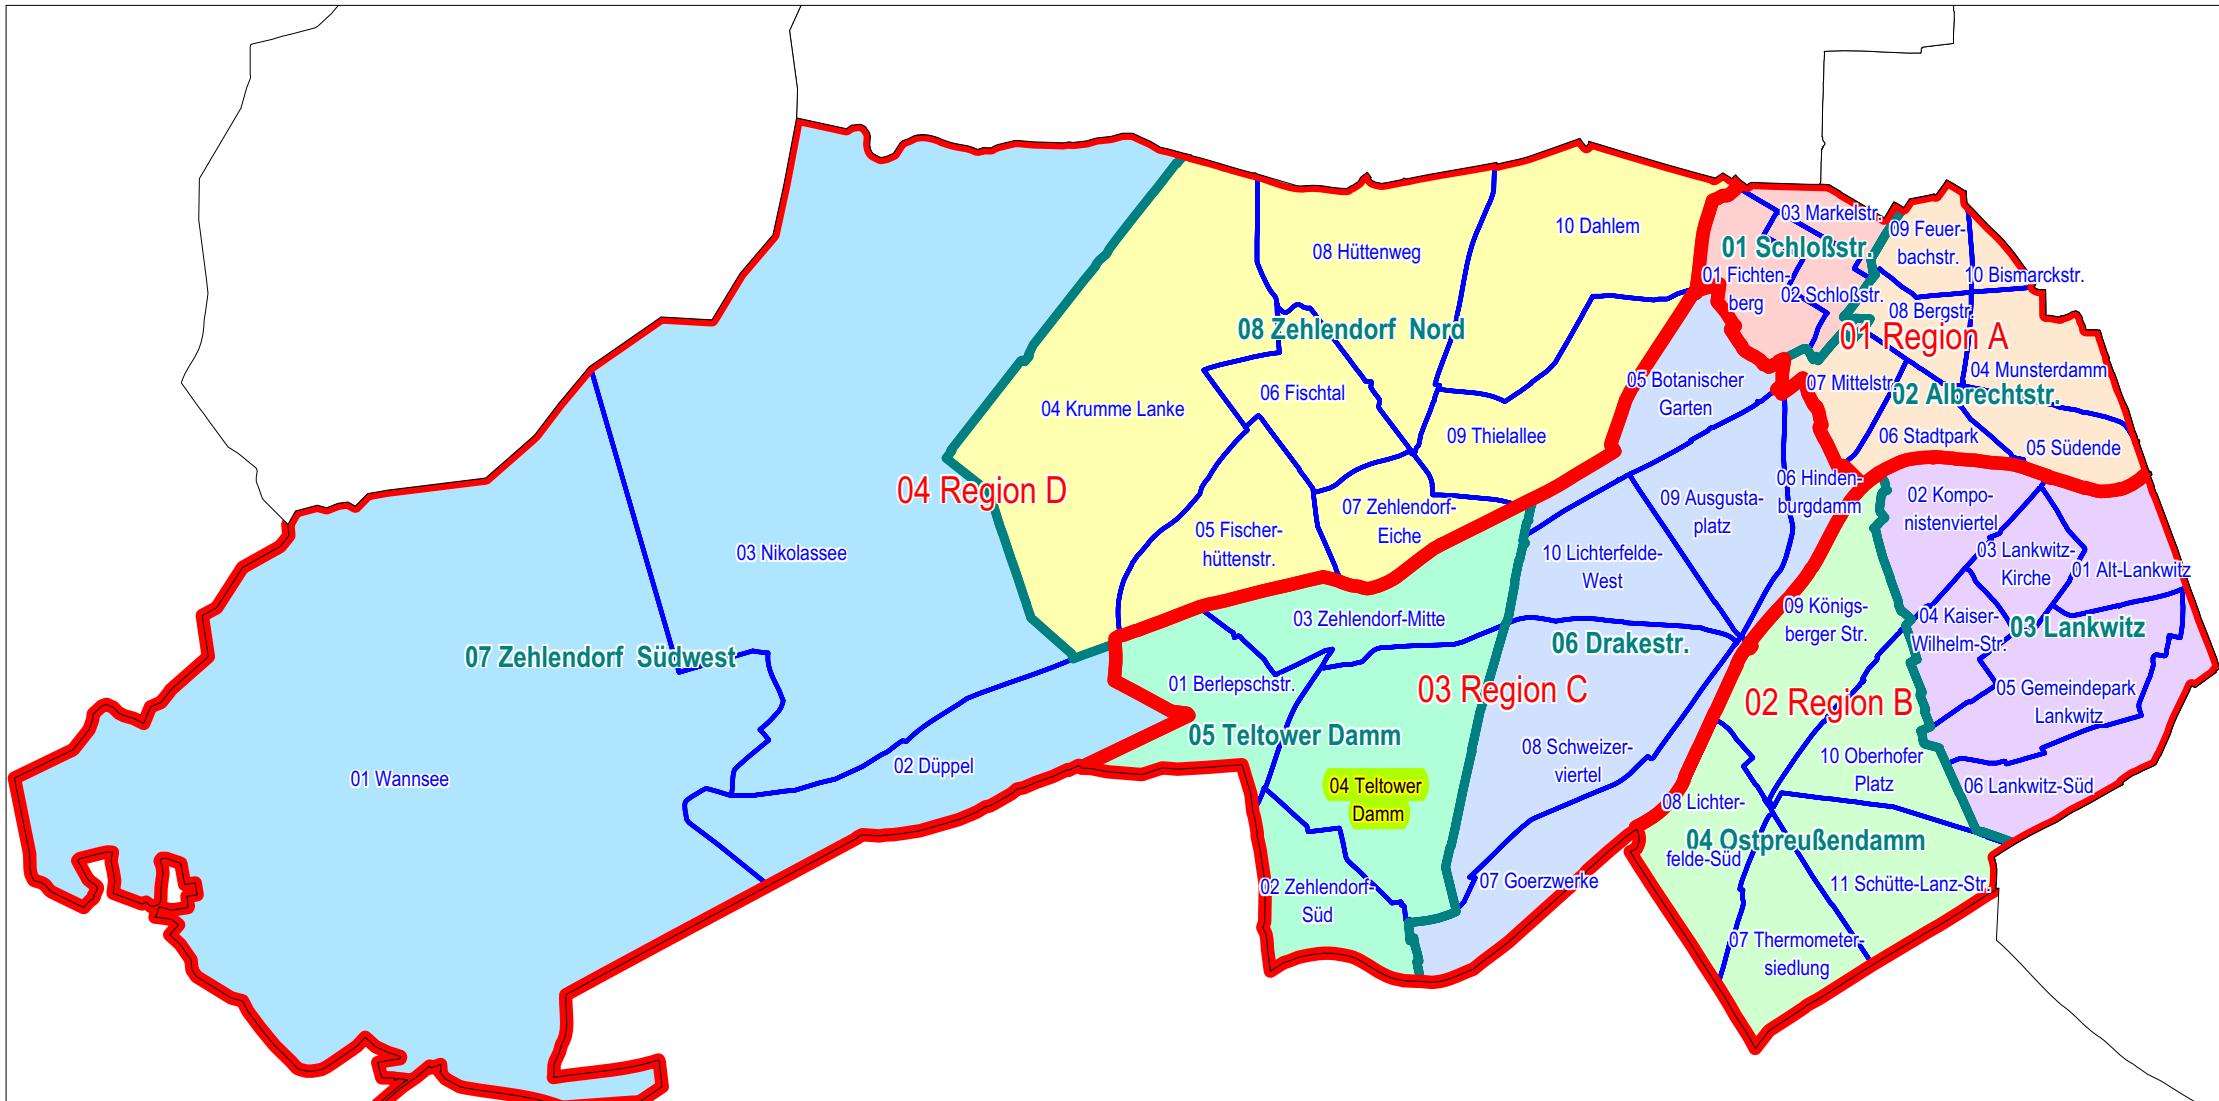 03 Markelstr.
10 Dahlem
09 Feuer-
bachstr.
01 Schloßstr.
08 Hüttenweg
01 Fichten-
berg
10 Bismarckstr.
02 Schloßstr.
08 Bergstr.
08 Zehlendorf Nord
01 Region A
04 Munsterdamm
05 Botanischer
Garten
07 Mittelstr.
02 Albrechtstr.
06 Fischtal
04 Krumme Lanke
09 Thielallee
06 Stadtpark
05 Südende
04 Region D
06 Hinden-
burgdamm
02 Kompo-
nistenviertel
09 Ausgusta-
platz
07 Zehlendorf-
Eiche
05 Fischer-
hüttenstr.
03 Nikolassee
10 Lichterfelde-
West
03 Lankwitz-
Kirche
01 Alt-Lankwitz
09 Königs-
berger Str.
03 Zehlendorf-Mitte
04 Kaiser-
Wilhelm-Str.
03 Lankwitz
06 Drakestr.
07 Zehlendorf Südwest
01 Berlepschstr.
03 Region C
02 Region B
05 Gemeindepark
Lankwitz
05 Teltower Damm
08 Schweizer-
viertel
10 Oberhofer
Platz
02 Düppel
01 Wannsee
04 Teltower
Damm
06 Lankwitz-Süd
08 Lichter-
felde-Süd
04 Ostpreußendamm
07 Goerzwerke
02 Zehlendorf-
Süd
11 Schütte-Lanz-Str.
07 Thermometer-
siedlung